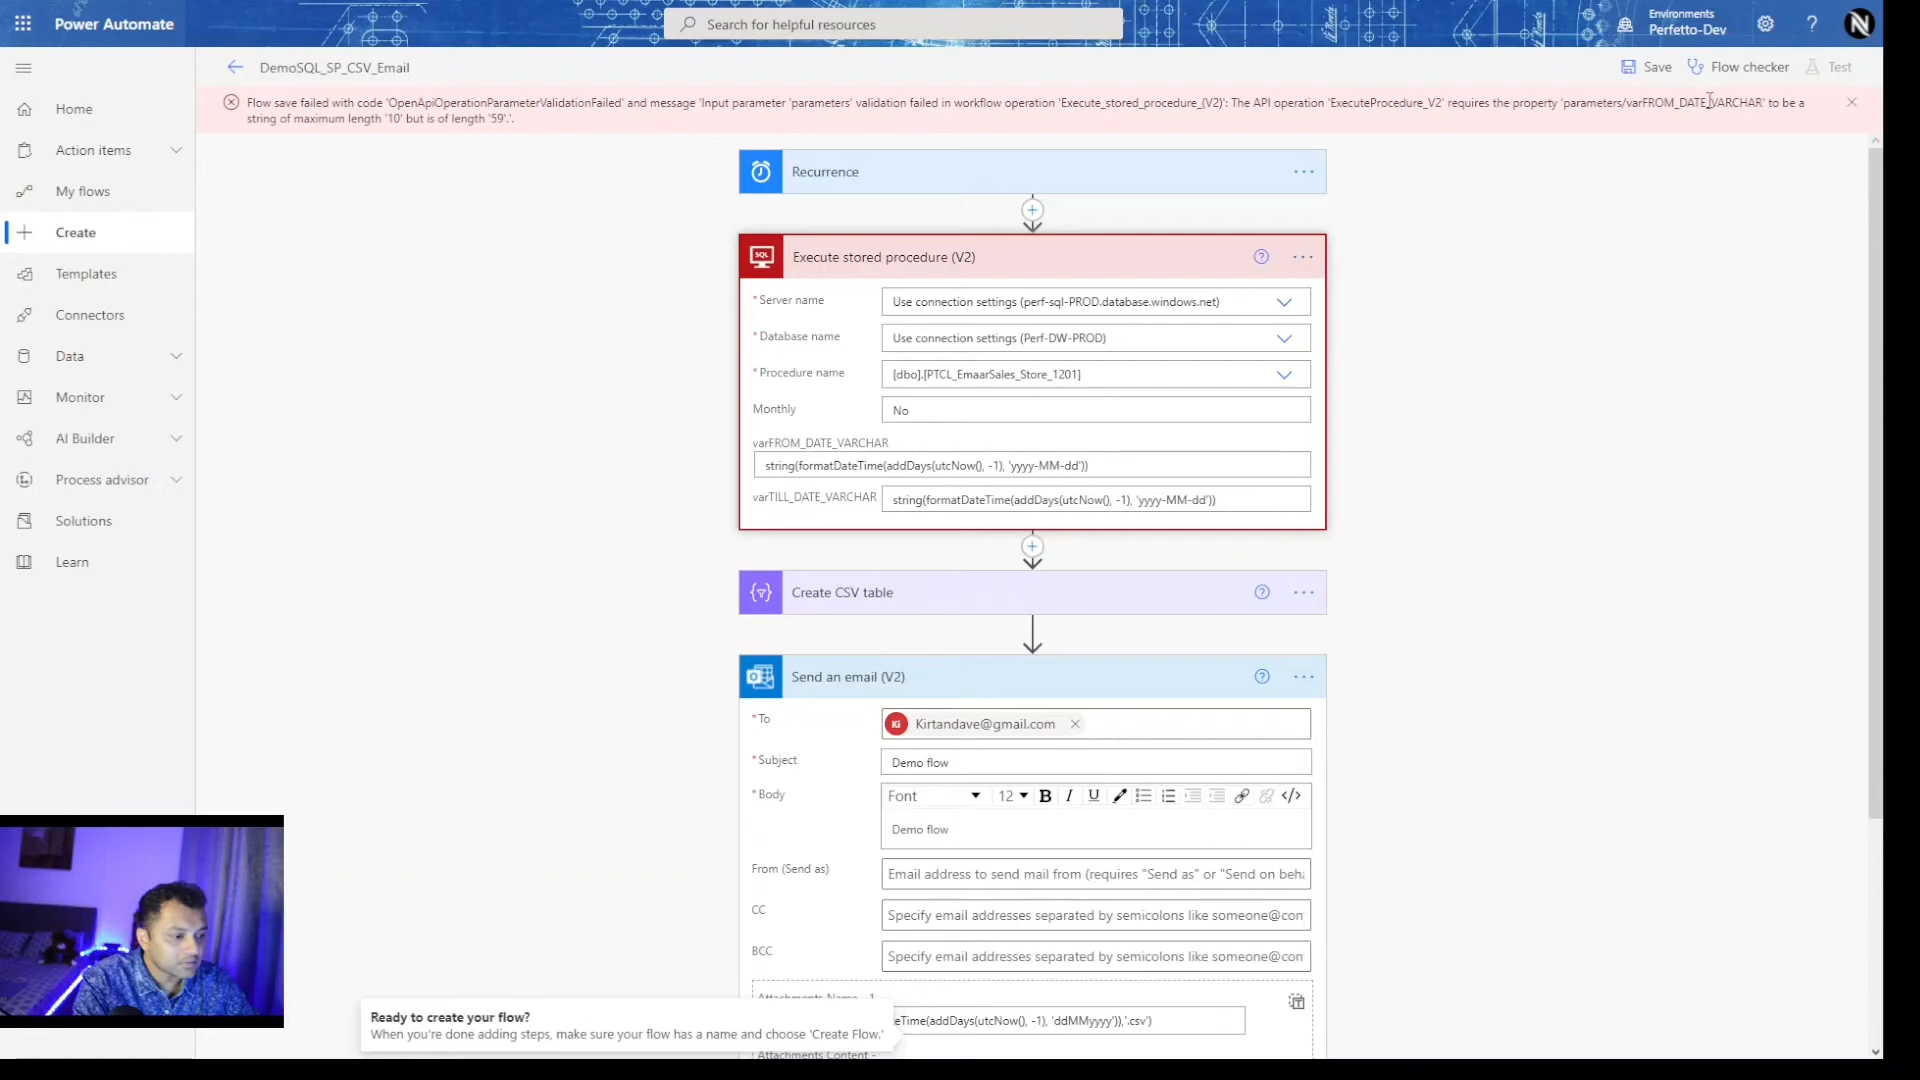 Power Automate
Search for helpful resources
Environments
Perfetto-Dev
DemoSQL_SP_CSV_Email
Save
Flow checker
Test
Flow save failed with code 'OpenApiOperationParameterValidationFailed' and message 'Input parameter 'parameters' validation failed in workflow operation 'Execute_stored_procedure_(V2)': The API operation 'ExecuteProcedure_V2' requires the property 'parameters/varFROM_DATE_VARCHAR' to be a
string of maximum length '10' but is of length '59'.'.
Home
Action items
My flows
Create
Templates
Connectors
Data
Monitor
AI Builder
Process advisor
Solutions
Learn
Recurrence
SQL
Execute stored procedure (V2)
* Server name
Use connection settings (perf-sql-PROD.database.windows.net)
* Database name
Use connection settings (Perf-DW-PROD)
* Procedure name
[dbo].[PTCL_EmaarSales_Store_1201]
Monthly
No
varFROM_DATE_VARCHAR
string(formatDateTime(addDays(utcNow(), -1), 'yyyy-MM-dd'))
varTILL_DATE_VARCHAR
string(formatDateTime(addDays(utcNow(), -1), 'yyyy-MM-dd'))
Create CSV table
Send an email (V2)
* To
KI
Kirtandave@gmail.com
* Subject
Demo flow
* Body
Font
12
B I U
</>
Demo flow
From (Send as)
Email address to send mail from (requires "Send as" or "Send on beha
CC
Specify email addresses separated by semicolons like someone@con
BCC
Specify email addresses separated by semicolons like someone@con
Attachments Name - 1
eTime(addDays(utcNow(), -1), 'ddMMyyyy')),'.csv')
Attachments Content -
Ready to create your flow?
When you're done adding steps, make sure your flow has a name and choose 'Create Flow.'